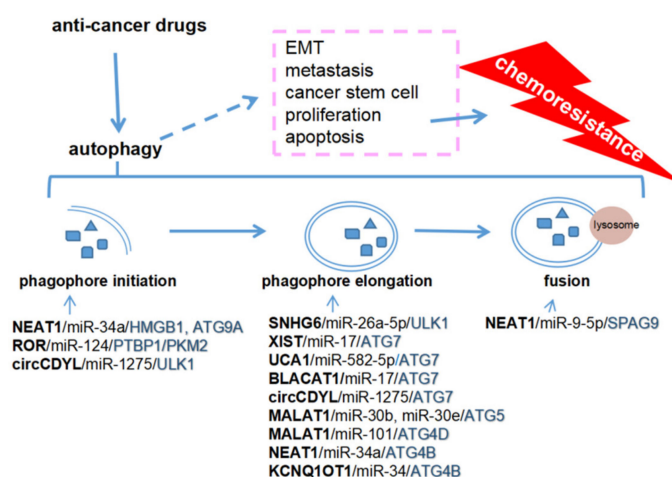 anti-cancer drugs
EMT
metastasis
cancer stem cell
proliferation
apoptosis
chemoresistance
autophagy
lysosome
phagophore initiation
phagophore elongation
fusion
NEAT1/miR-34a/HMGB1, ATG9A
ROR/miR-124/PTBP1/PKM2
circCDYL/miR-1275/ULK1
SNHG6/miR-26a-5p/ULK1
XIST/miR-17/ATG7
UCA1/miR-582-5p/ATG7
BLACAT1/miR-17/ATG7
circCDYL/miR-1275/ATG7
MALAT1/miR-30b, miR-30e/ATG5
MALAT1/miR-101/ATG4D
NEAT1/miR-34a/ATG4B
KCNQ1OT1/miR-34/ATG4B
NEAT1/miR-9-5p/SPAG9